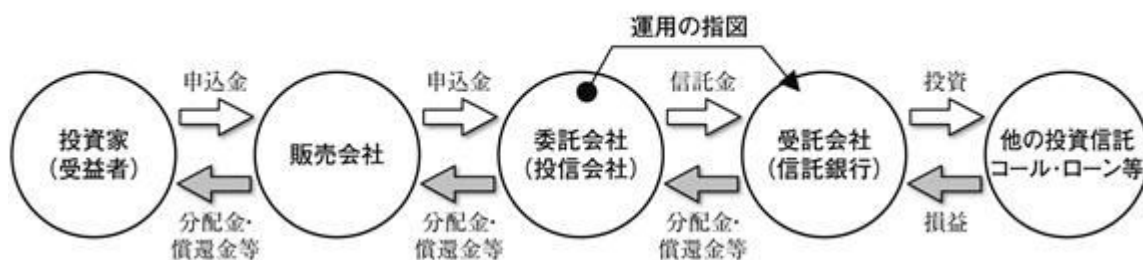 運用の指図
申込金
申込金
信託金
投資
投資家
(受益者)
販売会社
委託会社
(投信会社)
受託会社
(信託銀行)
他の投資信託
コール・ローン等
分配金・
償還金等
分配金・
償還金等
分配金・
償還金等
損益